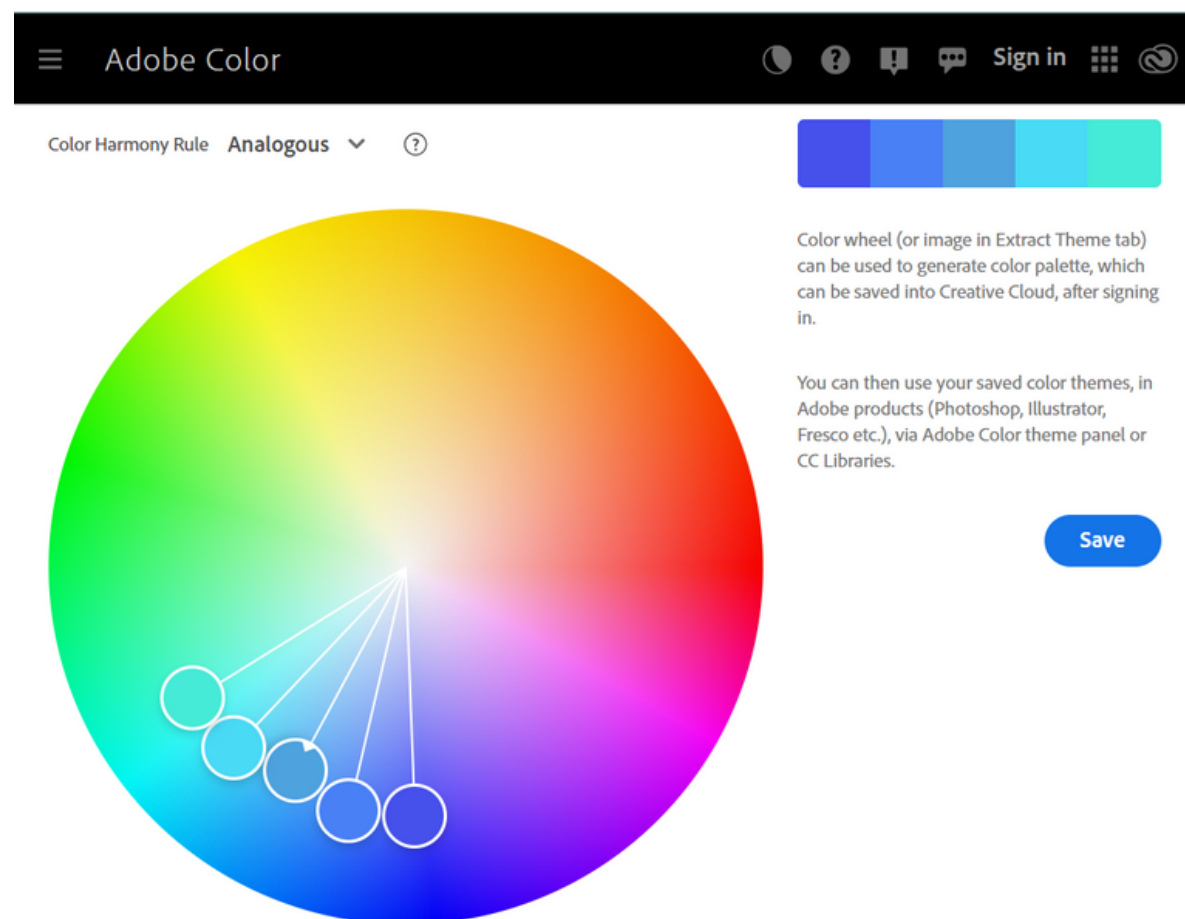 Adobe Color
Sign in
Color Harmony Rule Analogous
Color wheel (or image in Extract Theme tab)
can be used to generate color palette, which
can be saved into Creative Cloud, after signing
in.
You can then use your saved color themes, in
Adobe products (Photoshop, Illustrator,
Fresco etc.), via Adobe Color theme panel or
CC Libraries.
Save